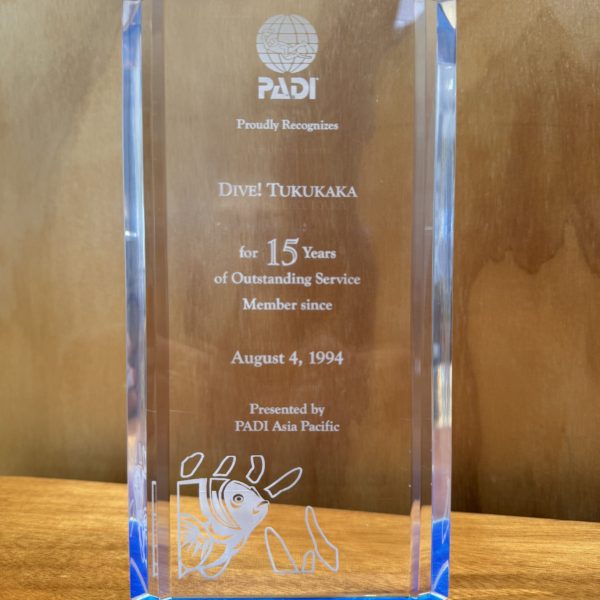 PADI
Proudly Recognizes
DIVE! TUKUKAKA
for 15 Years
of Outstanding Service
Member since
August 4, 1994
Presented by
PADI Asia Pacific